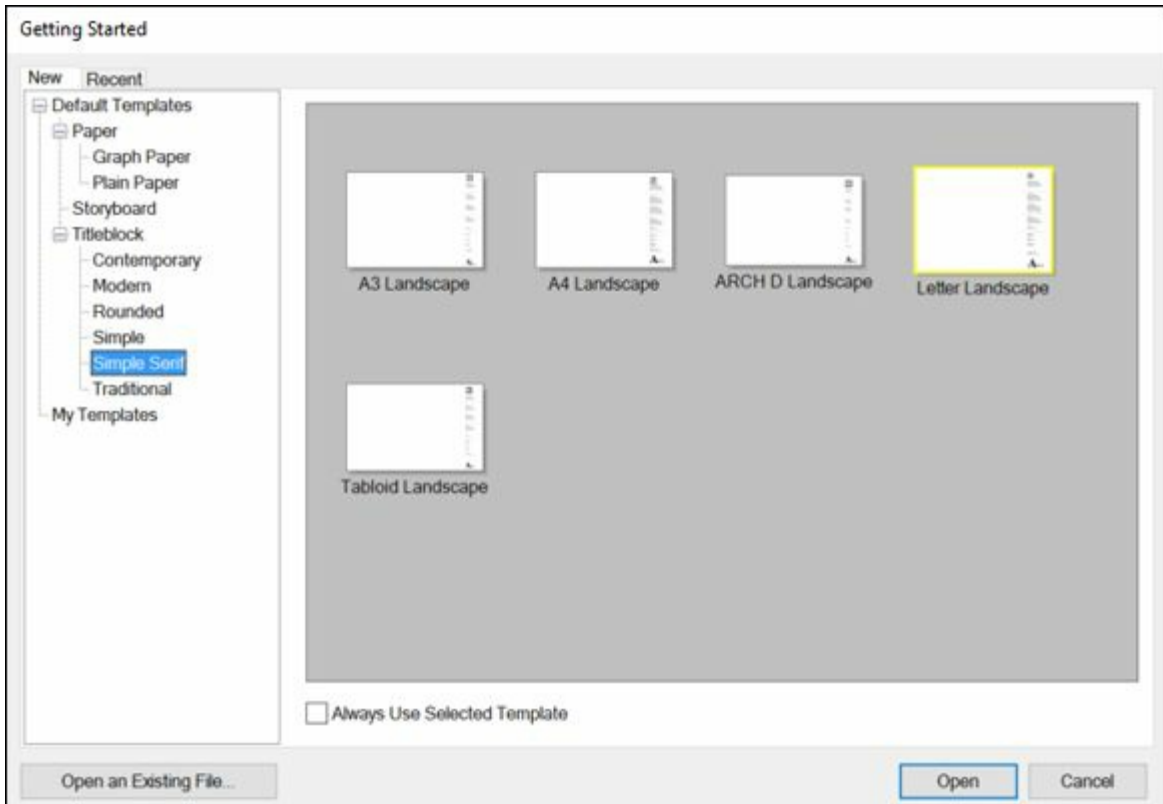 Getting Started
New Recent
Default Templates
Paper
Graph Paper
Plain Paper
Storyboard
Titleblock
Contemporary
Modern
Rounded
Simple
Simple Serif
Traditional
My Templates
A3 Landscape A4 Landscape ARCH D Landscape Letter Landscape
Tabloid Landscape
Always Use Selected Template
Open an Existing File... Open Cancel